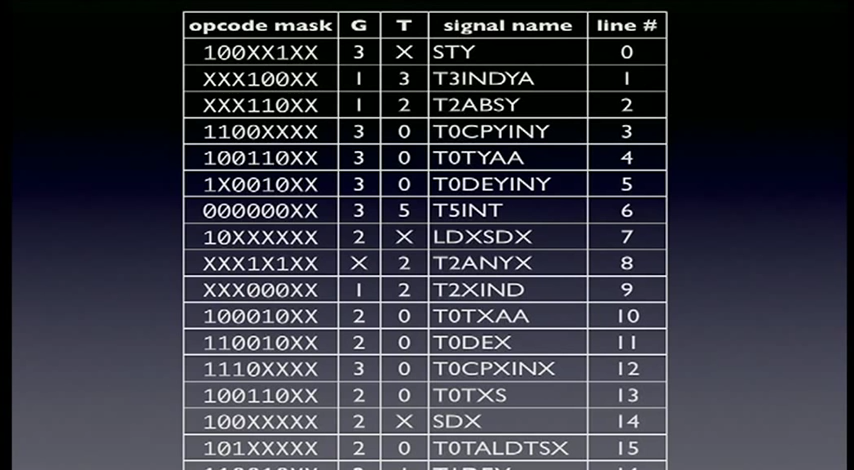 opcode mask G T signal name line #
100XX1XX 3 X STY 0
XXX100XX 1 3 T3INDYA 1
XXX110XX 1 2 T2ABSY 2
1100XXXX 3 0 T0CPYINY 3
100110XX 3 0 T0TYAA 4
1X0010XX 3 0 T0DEYINY 5
000000XX 3 5 T5INT 6
10XXXXXX 2 X LDXSDX 7
XXX1X1XX X 2 T2ANYX 8
XXX000XX 1 2 T2XIND 9
100010XX 2 0 T0TXAA 10
110010XX 2 0 T0DEX 11
1110XXXX 3 0 T0CPXINX 12
100110XX 2 0 T0TXS 13
100XXXXX 2 X SDX 14
101XXXXX 2 0 T0TALDTSX 15